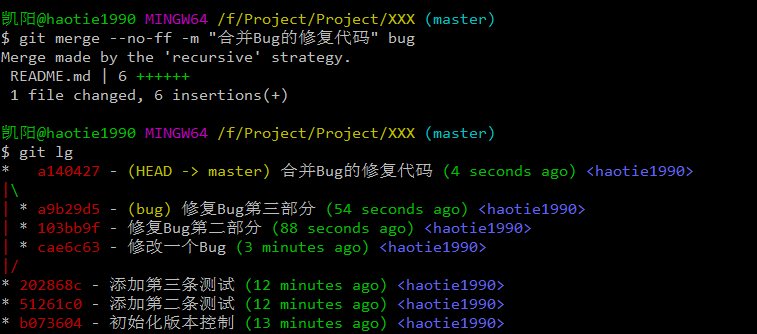 凯阳@haotie1990 MINGW64 /f/Project/Project/XXX (master)
$ git merge --no-ff -m "合并Bug的修复代码" bug
Merge made by the 'recursive' strategy.
 README.md | 6 ++++++
 1 file changed, 6 insertions(+)
凯阳@haotie1990 MINGW64 /f/Project/Project/XXX (master)
$ git lg
*   a140427 - (HEAD -> master) 合并Bug的修复代码 (4 seconds ago) <haotie1990>
|\
| * a9b29d5 - (bug) 修复Bug第三部分 (54 seconds ago) <haotie1990>
| * 103bb9f - 修复Bug第二部分 (88 seconds ago) <haotie1990>
| * cae6c63 - 修改一个Bug (3 minutes ago) <haotie1990>
|/
* 202868c - 添加第三条测试 (12 minutes ago) <haotie1990>
* 51261c0 - 添加第二条测试 (12 minutes ago) <haotie1990>
* b073604 - 初始化版本控制 (13 minutes ago) <haotie1990>